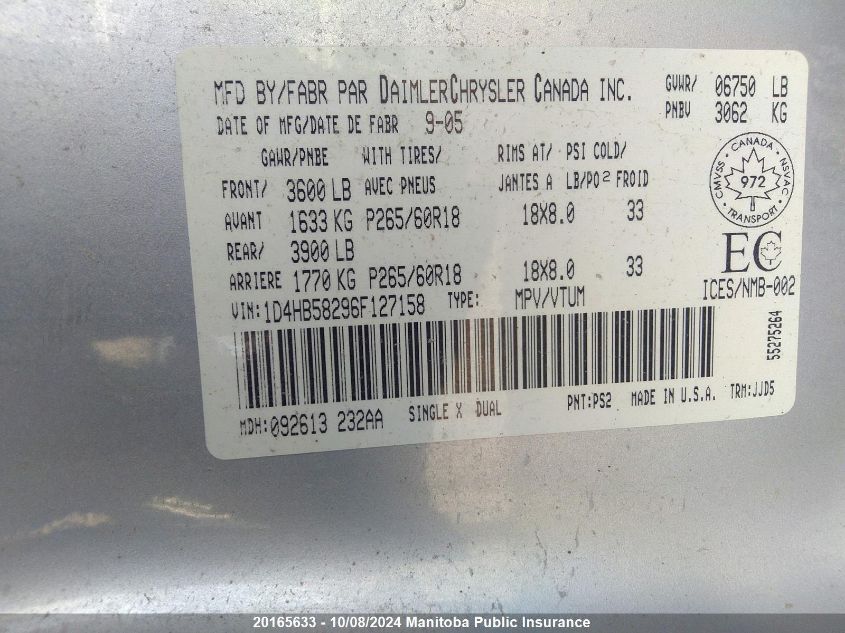 MFD BY/FABR PAR DAIMLERCHRYSLER CANADA INC. GVWR/ 06750 LB
PNBV 3062 KG
DATE OF MFG/DATE DE FABR 9-05
GAWR/PNBE WITH TIRES/ RIMS AT/ PSI COLD/
FRONT/ 3600 LB AVEC PNEUS JANTES A LB/PO2 FROID
AVANT 1633 KG P265/60R18 18X8.0 33
REAR/ 3900 LB
ARRIERE 1770 KG P265/60R18 18X8.0 33
VIN:1D4HB58296F127158 TYPE: MPV/VTUM
CANADA
CMVSS 972 NSVAC
TRANSPORT
EC
ICES/NMB-002
55275264
MDH:092613 232AA SINGLE X DUAL PNT:PS2 MADE IN U.S.A. TRM:JJD5
20165633 - 10/08/2024 Manitoba Public Insurance